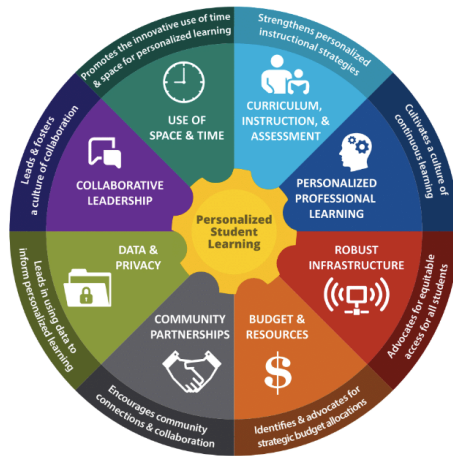 Personalized
Student
Learning
Strengthens personalized
instructional strategies
CURRICULUM,
INSTRUCTION, &
ASSESSMENT
Cultivates a culture of
continuous learning
PERSONALIZED
PROFESSIONAL
LEARNING
Advocates for equitable
access for all students
ROBUST
INFRASTRUCTURE
Identifies & advocates for
strategic budget allocations
BUDGET &
RESOURCES
$
Encourages community
connections & collaboration
COMMUNITY
PARTNERSHIPS
Leads in using data to
inform personalized learning
DATA &
PRIVACY
Leads & fosters
a culture of collaboration
COLLABORATIVE
LEADERSHIP
Promotes the innovative use of time
& space for personalized learning
USE OF
SPACE & TIME